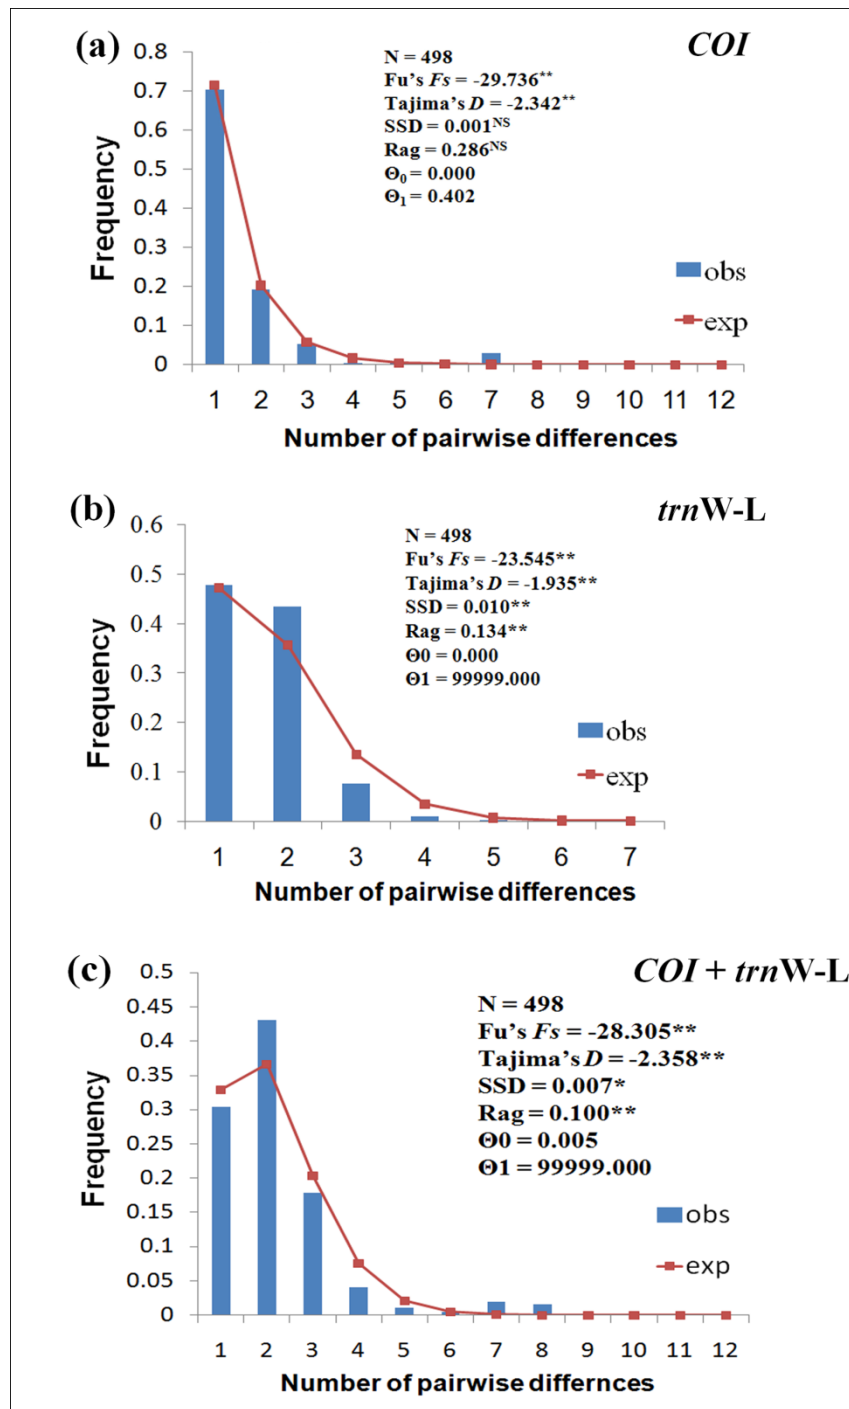 (a)
COI
N = 498
Fu's Fs = -29.736**
Tajima's D = -2.342**
SSD = 0.001NS
Rag = 0.286NS
Θ0 = 0.000
Θ1 = 0.402
Frequency
0.8
0.7
0.6
0.5
0.4
0.3
0.2
0.1
0
obs
exp
1 2 3 4 5 6 7 8 9 10 11 12
Number of pairwise differences
(b)
trnW-L
N = 498
Fu's Fs = -23.545**
Tajima's D = -1.935**
SSD = 0.010**
Rag = 0.134**
Θ0 = 0.000
Θ1 = 99999.000
Frequency
0.6
0.5
0.4
0.3
0.2
0.1
0
obs
exp
1 2 3 4 5 6 7
Number of pairwise differences
(c)
COI + trnW-L
N = 498
Fu's Fs = -28.305**
Tajima's D = -2.358**
SSD = 0.007*
Rag = 0.100**
Θ0 = 0.005
Θ1 = 99999.000
Frequency
0.5
0.45
0.4
0.35
0.3
0.25
0.2
0.15
0.1
0.05
0
obs
exp
1 2 3 4 5 6 7 8 9 10 11 12
Number of pairwise differnces